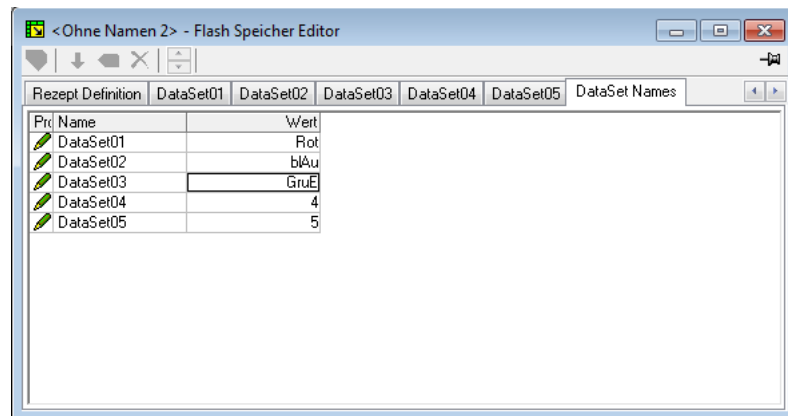 <Ohne Namen 2> - Flash Speicher Editor
Rezept Definition DataSet01 DataSet02 DataSet03 DataSet04 DataSet05 DataSet Names
Pro Name Wert
DataSet01 Rot
DataSet02 blAu
DataSet03 GruE
DataSet04 4
DataSet05 5